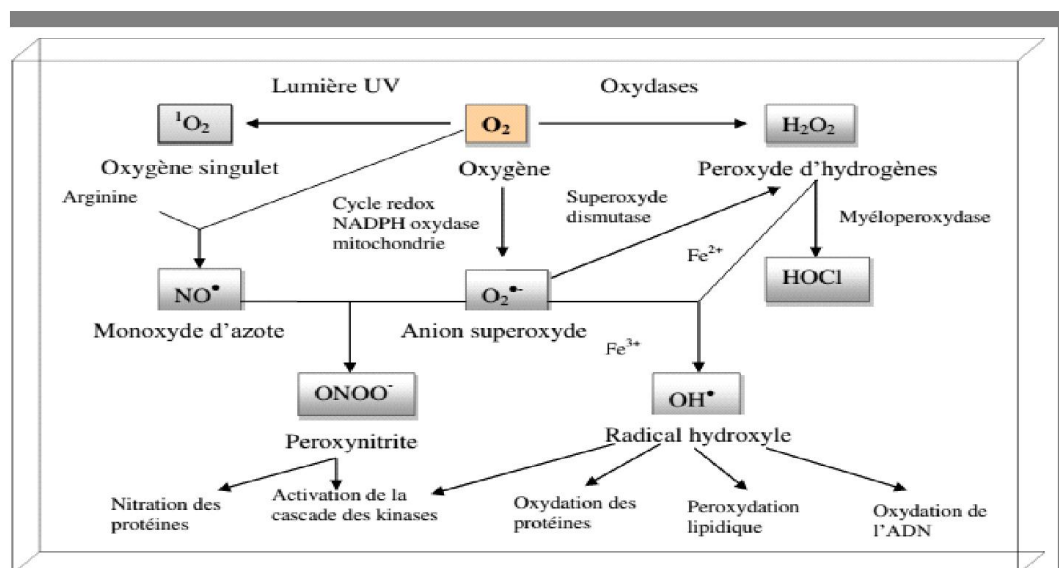 Lumière UV
Oxydases
¹O₂
O₂
H₂O₂
Oxygène singulet
Oxygène
Peroxyde d'hydrogènes
Arginine
Cycle redox
NADPH oxydase
mitochondrie
Superoxyde
dismutase
Myéloperoxydase
Fe²⁺
NO•
O₂•-
HOCl
Monoxyde d'azote
Anion superoxyde
Fe³⁺
ONOO⁻
OH•
Peroxynitrite
Radical hydroxyle
Nitration des
protéines
Activation de la
cascade des kinases
Oxydation des
protéines
Peroxydation
lipidique
Oxydation de
l'ADN